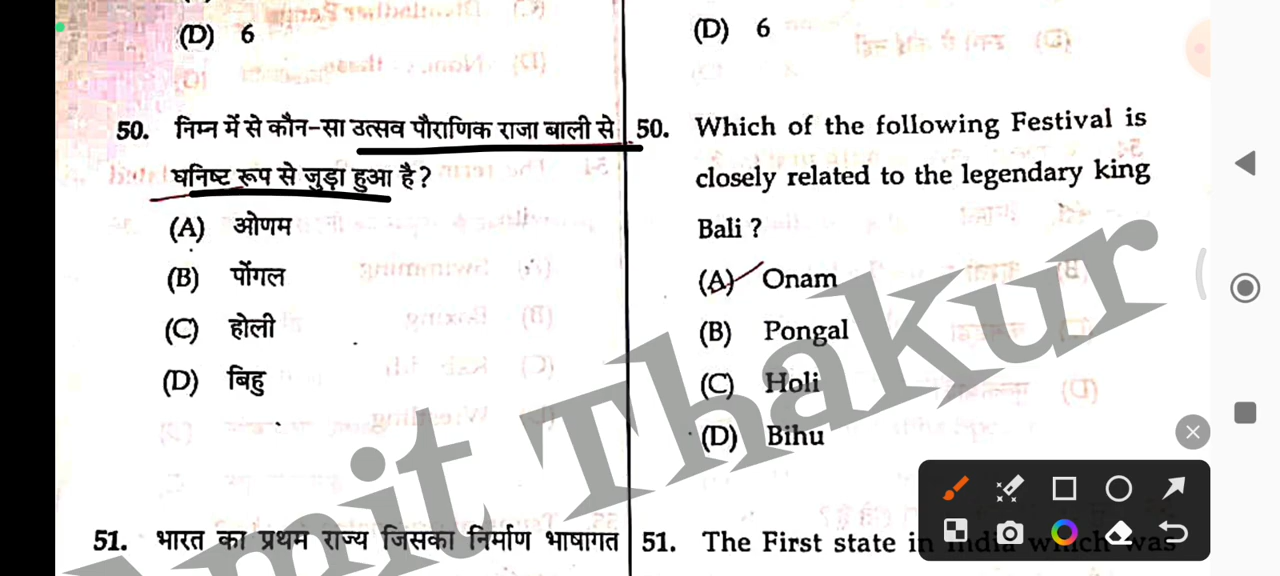 (D) 6
50. निम्न में से कौन-सा उत्सव पौराणिक राजा बाली से
घनिष्ट रूप से जुड़ा हुआ है?
(A) ओणम
(B) पोंगल
(C) होली
(D) बिहु
51. भारत का प्रथम राज्य जिसका निर्माण भाषागत
(D) 6
50. Which of the following Festival is
closely related to the legendary king
Bali ?
(A) Onam
(B) Pongal
(C) Holi
(D) Bihu
51. The First state in India which was
Amit Thakur